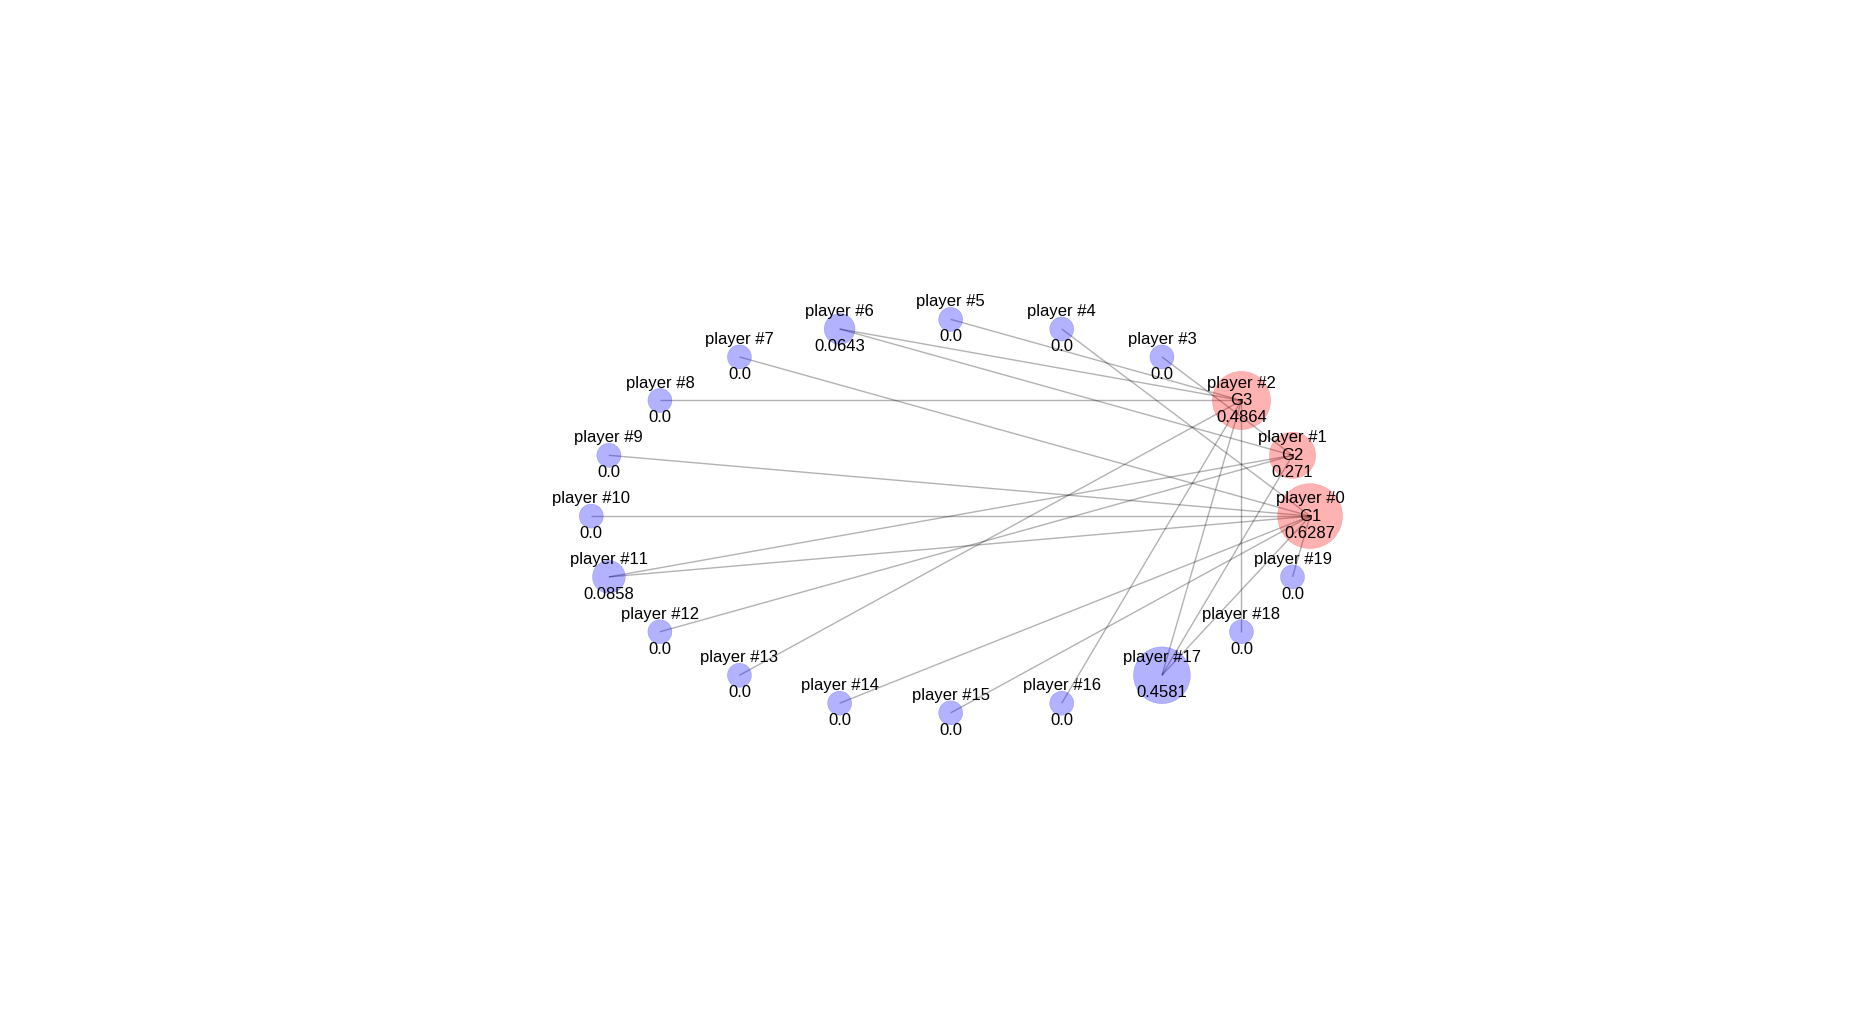 player #5
player #6
player #4
0.0
player #7
0.0643
0.0
player #3
0.0
0.0
player #8
player #2
G3
0.0
0.4864
player #9
player #1
G2
0.0
0.271
player #10
player #0
G1
0.0
0.6287
player #11
player #19
0.0858
0.0
player #12
player #18
0.0
0.0
player #13
player #17
0.0
0.4581
player #14
player #16
player #15
0.0
0.0
0.0